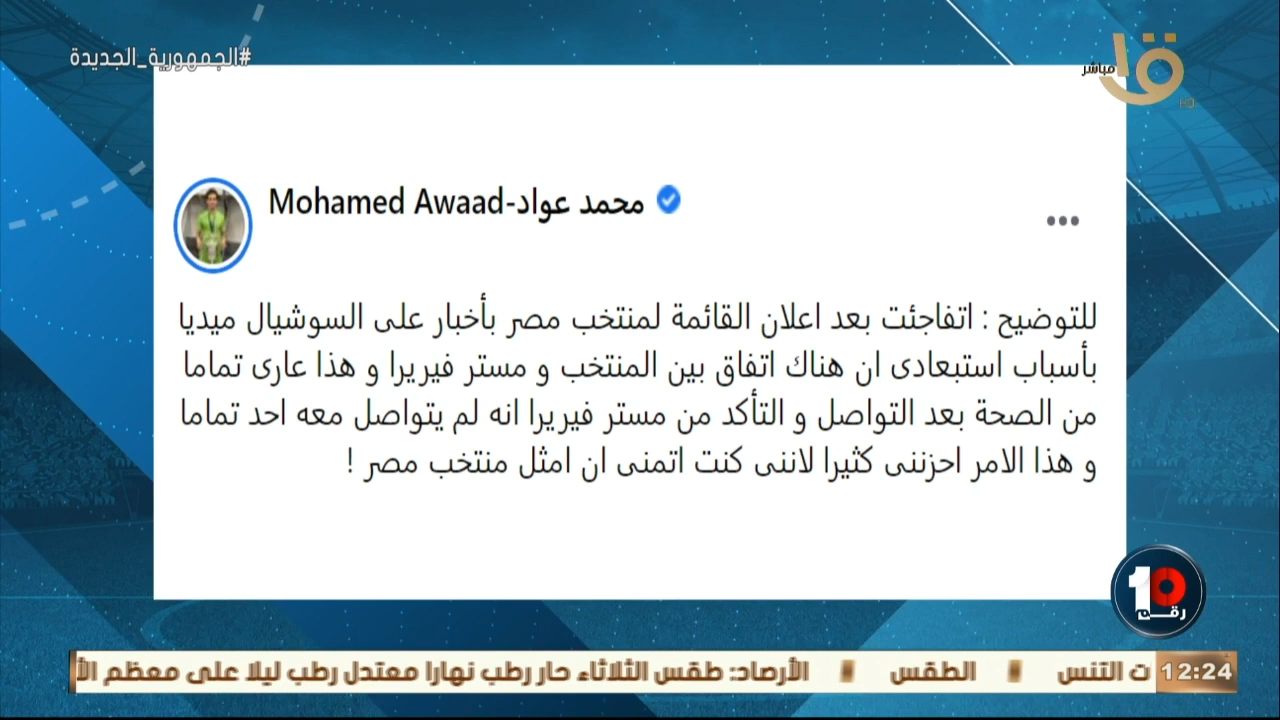 #الجمهورية_الجديدة
مباشر
HD
Mohamed Awaad-محمد عواد
للتوضيح : اتفاجئت بعد اعلان القائمة لمنتخب مصر بأخبار على السوشيال ميديا
بأسباب استبعادى ان هناك اتفاق بين المنتخب و مستر فيريرا و هذا عارى تماما
من الصحة بعد التواصل و التأكد من مستر فيريرا انه لم يتواصل معه احد تماما
و هذا الامر احزننى كثيرا لاننى كنت اتمنى ان امثل منتخب مصر !
رقم 10
12:24 ت التنس الطقس الأرصاد: طقس الثلاثاء حار رطب نهارا معتدل رطب ليلا على معظم الأ